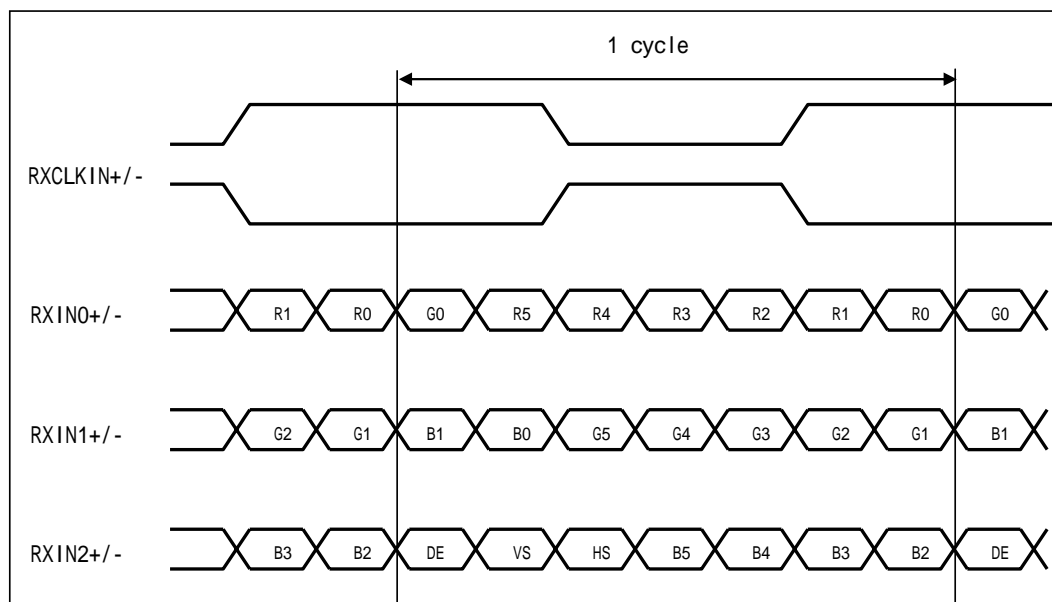 1 cycle
RXCLKIN+/-
RXIN0+/- R1 R0 G0 R5 R4 R3 R2 R1 R0 G0
RXIN1+/- G2 G1 B1 B0 G5 G4 G3 G2 G1 B1
RXIN2+/- B3 B2 DE VS HS B5 B4 B3 B2 DE